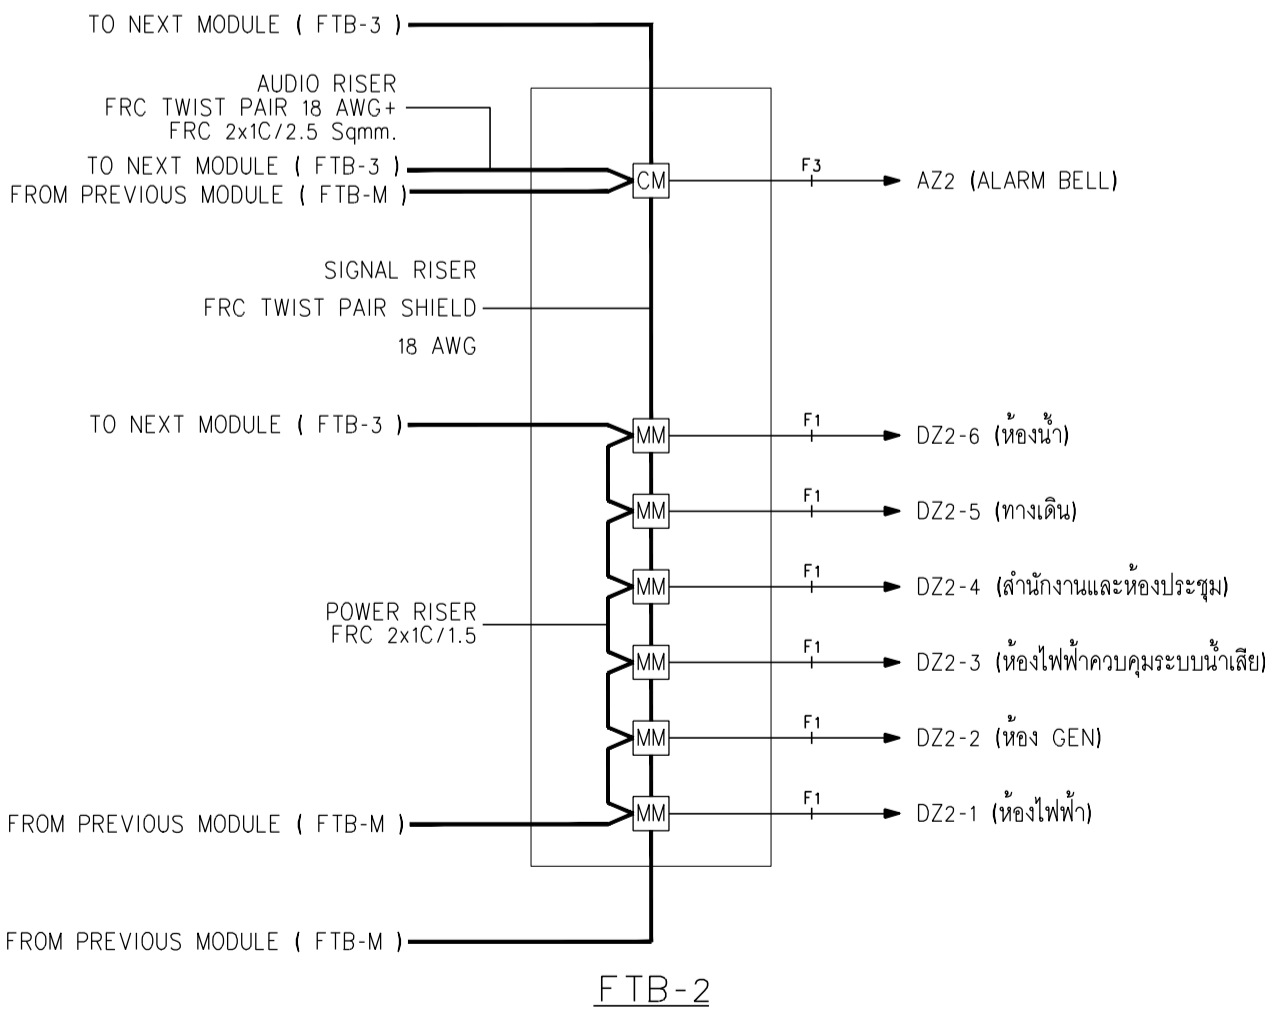 TO NEXT MODULE ( FTB-3 )
AUDIO RISER
FRC TWIST PAIR 18 AWG+
FRC 2x1C/2.5 Sqmm.
TO NEXT MODULE ( FTB-3 )
FROM PREVIOUS MODULE ( FTB-M )
CM
F3
AZ2 (ALARM BELL)
SIGNAL RISER
FRC TWIST PAIR SHIELD
18 AWG
TO NEXT MODULE ( FTB-3 )
MM
F1
DZ2-6 (ห้องน้ำ)
MM
F1
DZ2-5 (ทางเดิน)
MM
F1
DZ2-4 (สำนักงานและห้องประชุม)
POWER RISER
FRC 2x1C/1.5
MM
F1
DZ2-3 (ห้องไฟฟ้าควบคุมระบบน้ำเสีย)
MM
F1
DZ2-2 (ห้อง GEN)
MM
F1
DZ2-1 (ห้องไฟฟ้า)
FROM PREVIOUS MODULE ( FTB-M )
FROM PREVIOUS MODULE ( FTB-M )
FTB-2